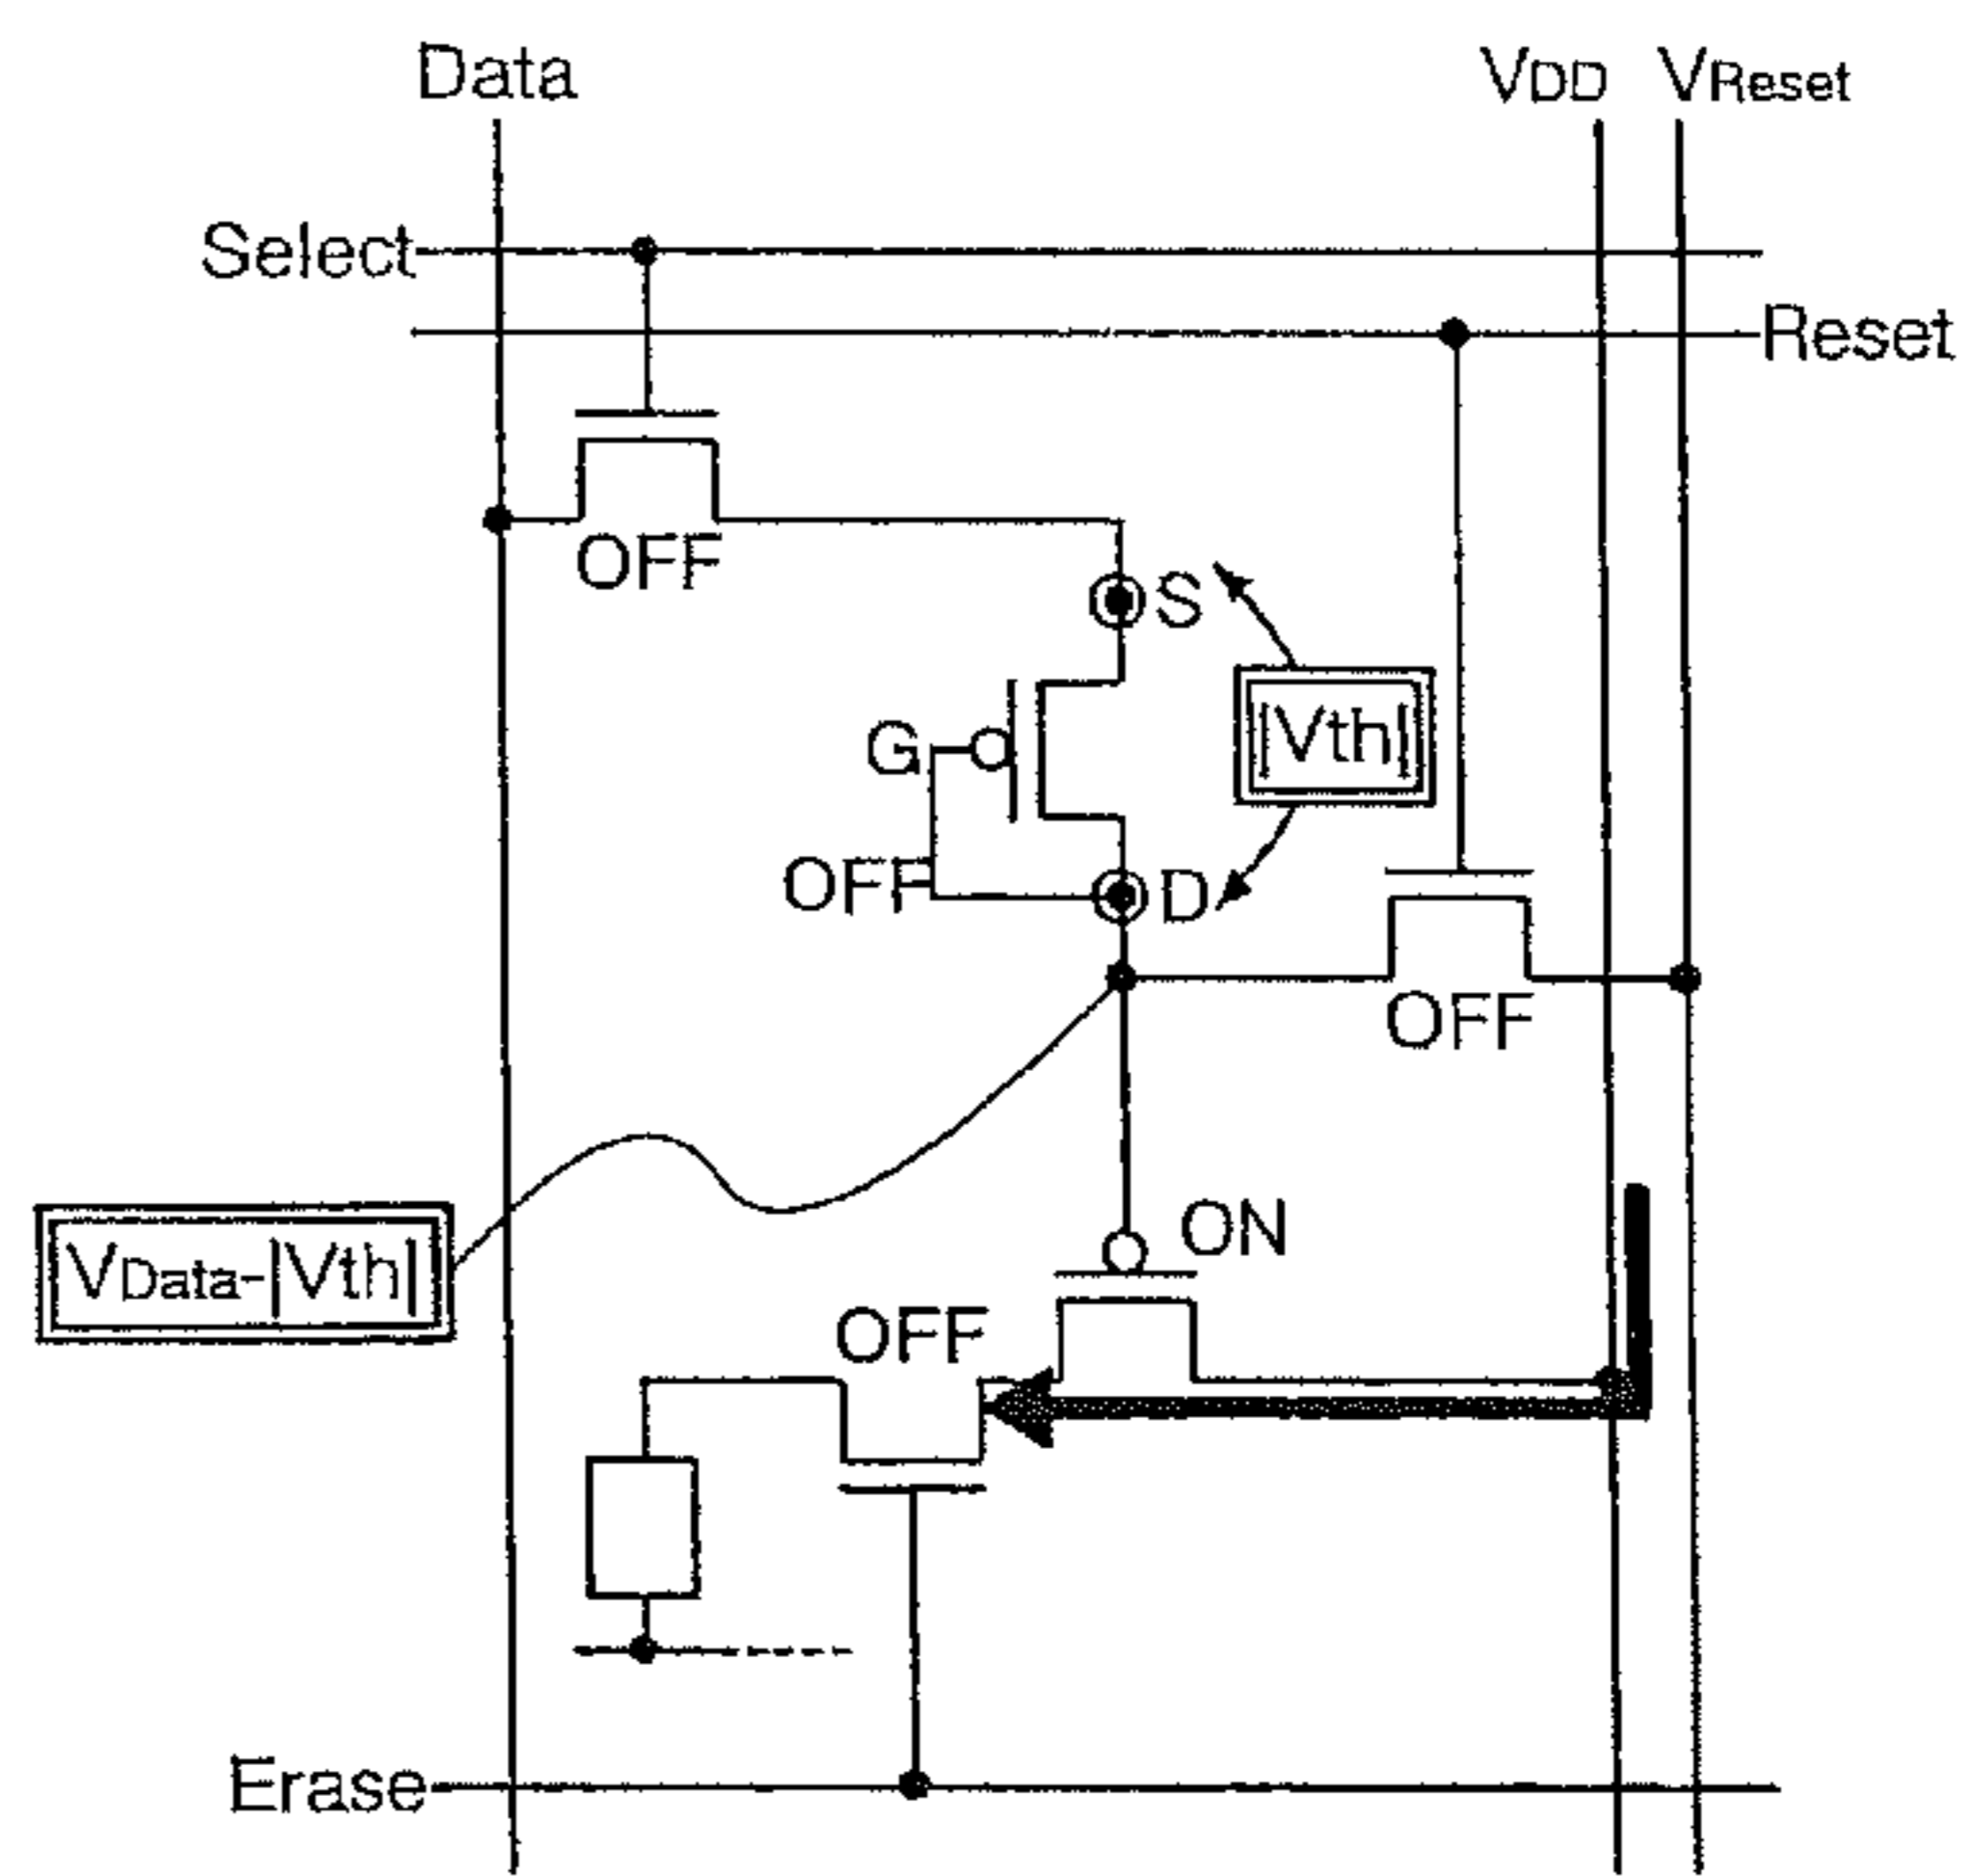 Data
VDD
VReset
Select
Reset
OFF
S
G
|Vth|
OFF
D
OFF
VData-|Vth|
ON
OFF
Erase